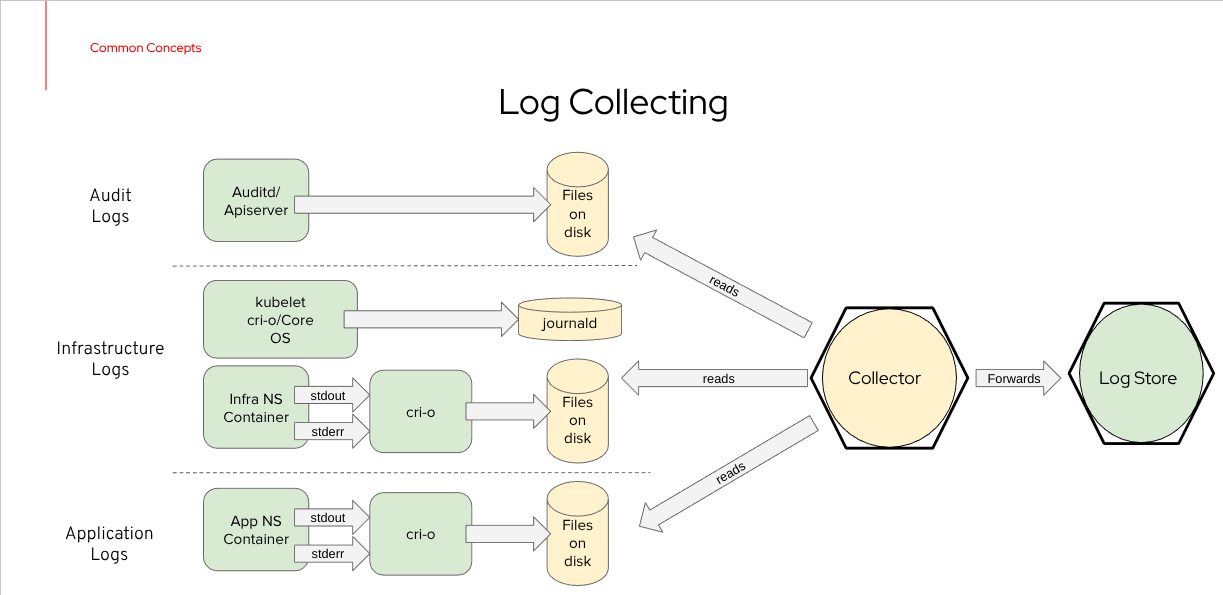 Common Concepts
Log Collecting
Audit
Logs
Auditd/
Apiserver
Files
on
disk
reads
Infrastructure
Logs
kubelet
cri-o/Core
OS
journald
Infra NS
Container
stdout
stderr
cri-o
Files
on
disk
reads
Collector
Forwards
Log Store
Application
Logs
App NS
Container
stdout
stderr
cri-o
Files
on
disk
reads